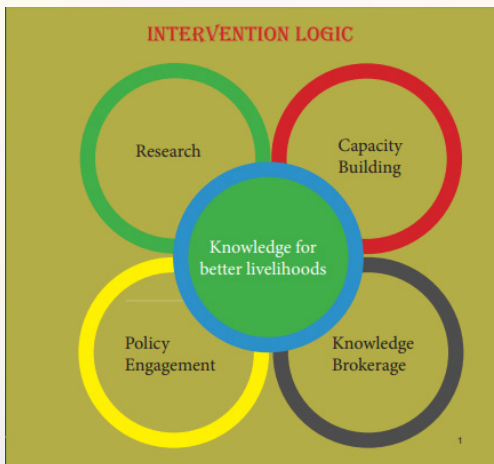 INTERVENTION LOGIC
Research
Capacity
Building
Knowledge for
better livelihoods
Policy
Engagement
Knowledge
Brokerage
1